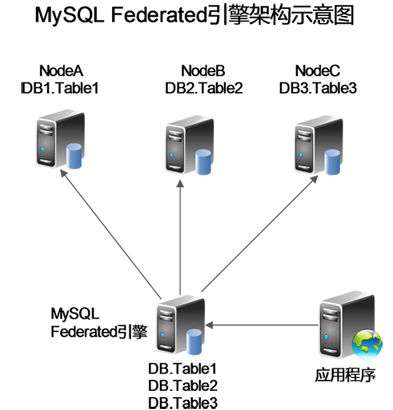 MySQL Federated引擎架构示意图
NodeA
DB1.Table1
NodeB
DB2.Table2
NodeC
DB3.Table3
MySQL
Federated引擎
DB.Table1
DB.Table2
DB.Table3
应用程序